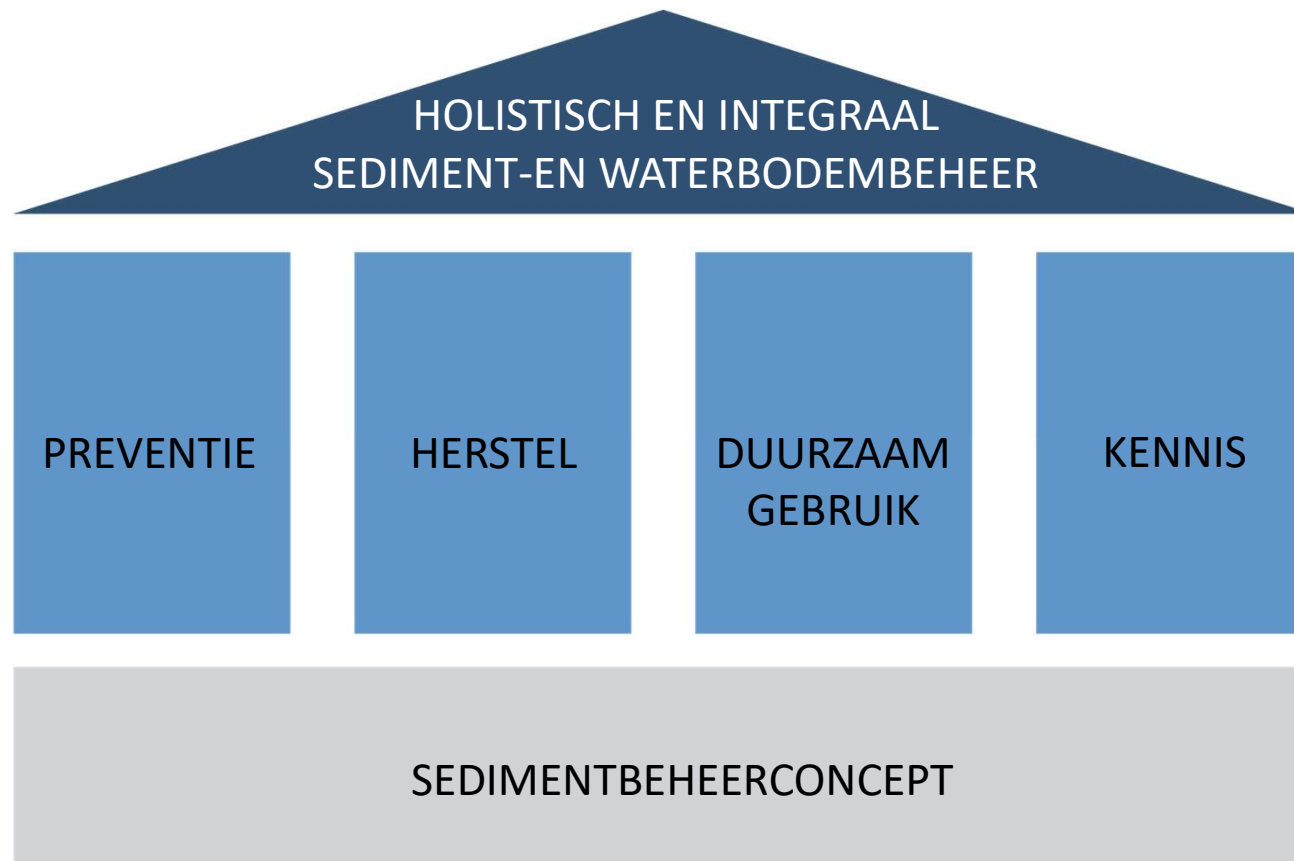 HOLISTISCH EN INTEGRAAL
SEDIMENT-EN WATERBODEMBEHEER
PREVENTIE
HERSTEL
DUURZAAM
GEBRUIK
KENNIS
SEDIMENTBEHEERCONCEPT